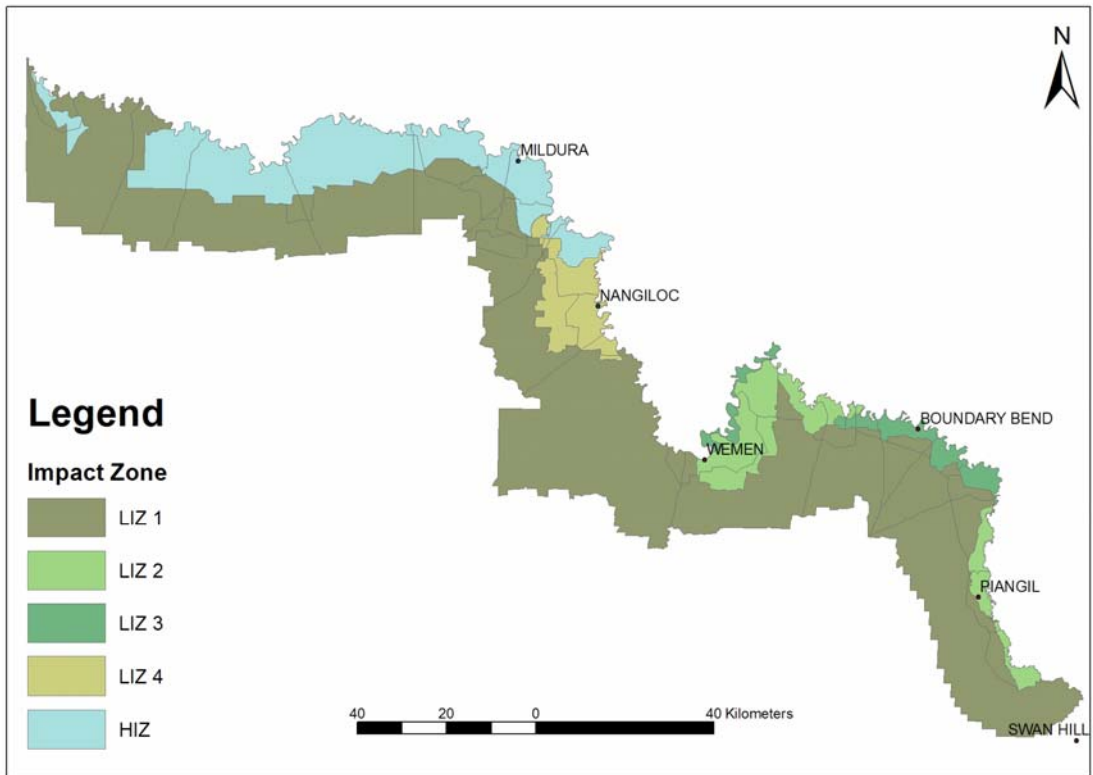 N
MILDURA
NANGILOC
BOUNDARY BEND
WEMEN
PIANGIL
SWAN HILL
Legend
Impact Zone
LIZ 1
LIZ 2
LIZ 3
LIZ 4
HIZ
40 20 0 40 Kilometers